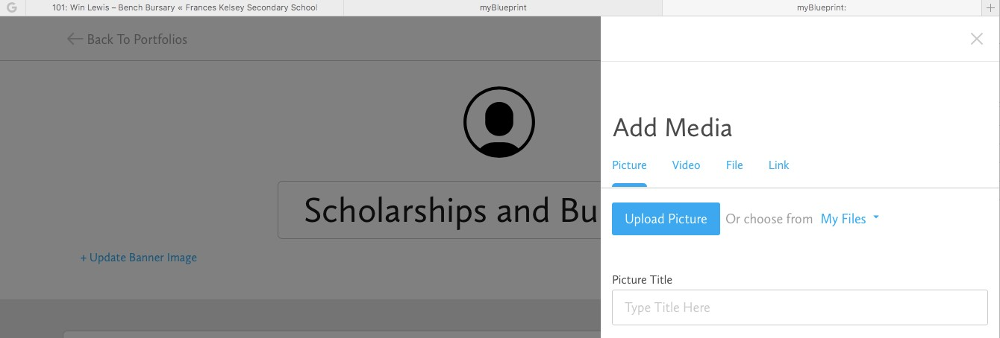 101: Win Lewis – Bench Bursary « Frances Kelsey Secondary School
myBlueprint
myBlueprint:
Back To Portfolios
Scholarships and Bu
+ Update Banner Image
Add Media
Picture Video File Link
Upload Picture Or choose from My Files
Picture Title
Type Title Here